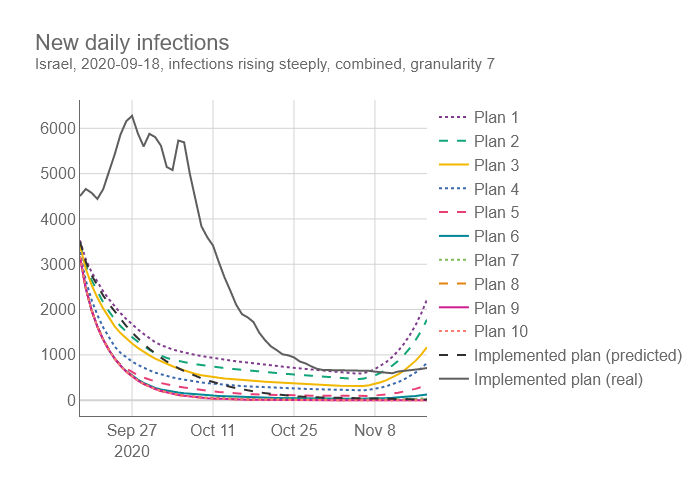 New daily infections
Israel, 2020-09-18, infections rising steeply, combined, granularity 7
6000
5000
4000
3000
2000
1000
0
Sep 27
2020
Oct 11
Oct 25
Nov 8
Plan 1
Plan 2
Plan 3
Plan 4
Plan 5
Plan 6
Plan 7
Plan 8
Plan 9
Plan 10
Implemented plan (predicted)
Implemented plan (real)